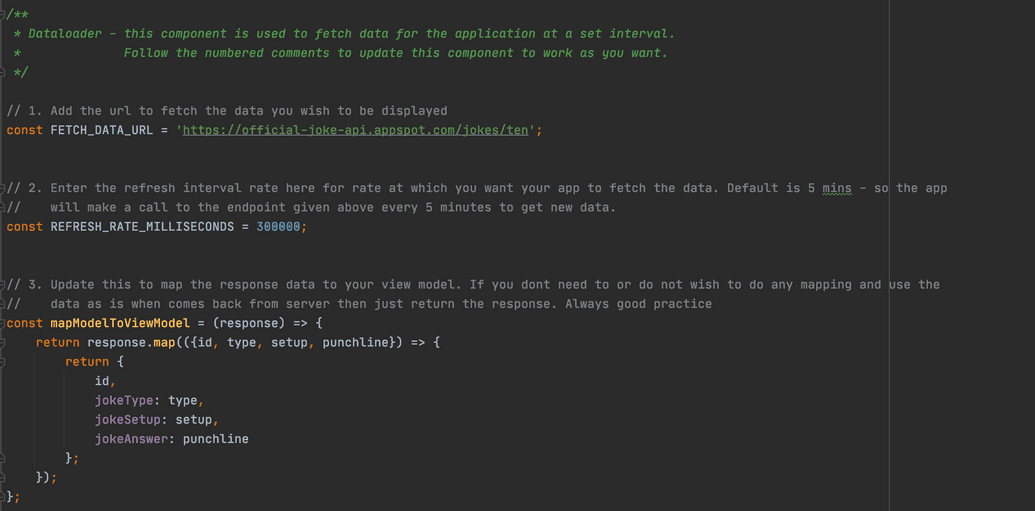 /**
 * Dataloader - this component is used to fetch data for the application at a set interval.
 *              Follow the numbered comments to update this component to work as you want.
 */
// 1. Add the url to fetch the data you wish to be displayed
const FETCH_DATA_URL = 'https://official-joke-api.appspot.com/jokes/ten';
// 2. Enter the refresh interval rate here for rate at which you want your app to fetch the data. Default is 5 mins - so the app
//    will make a call to the endpoint given above every 5 minutes to get new data.
const REFRESH_RATE_MILLISECONDS = 300000;
// 3. Update this to map the response data to your view model. If you dont need to or do not wish to do any mapping and use the
//    data as is when comes back from server then just return the response. Always good practice
const mapModelToViewModel = (response) => {
    return response.map(({id, type, setup, punchline}) => {
        return {
            id,
            jokeType: type,
            jokeSetup: setup,
            jokeAnswer: punchline
        };
    });
};